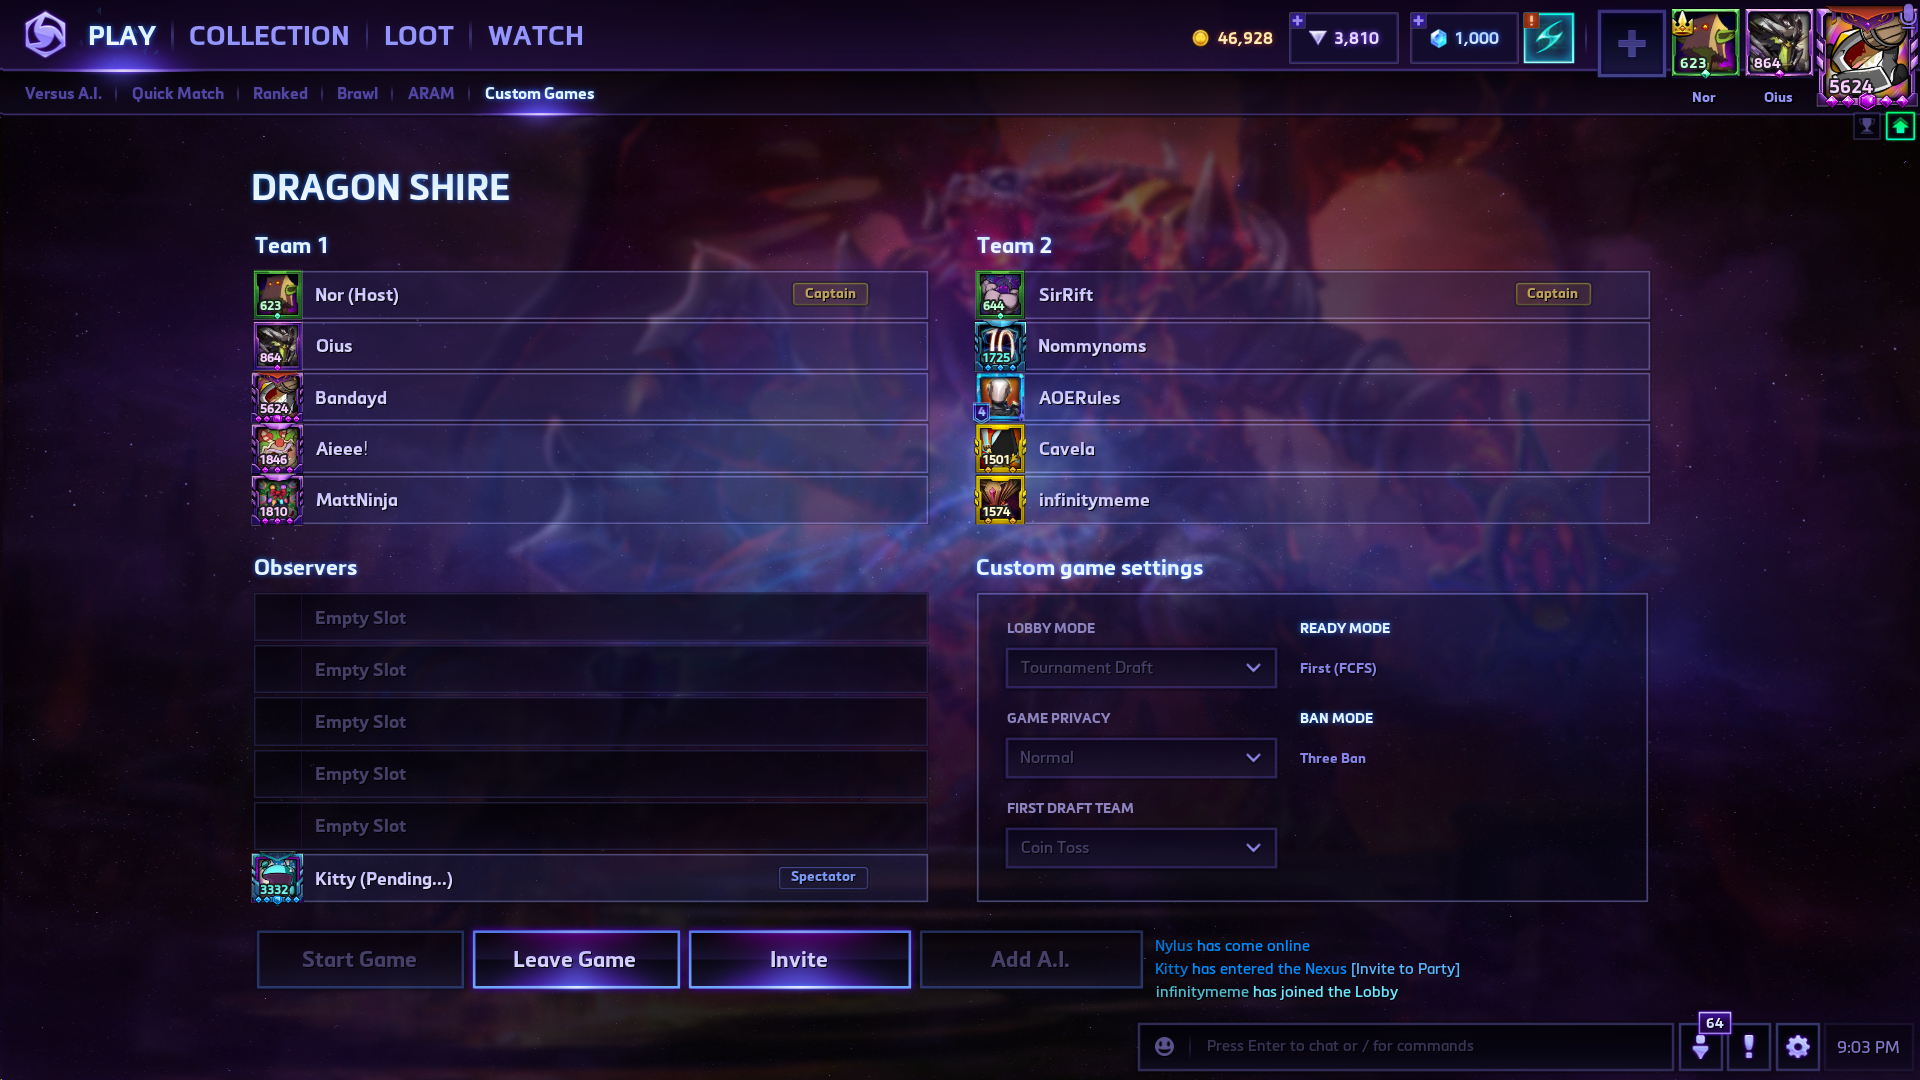 PLAY COLLECTION LOOT WATCH
46,928 3,810 1,000
623 864 5624
Nor Oius
Versus A.I. Quick Match Ranked Brawl ARAM Custom Games
DRAGON SHIRE
Team 1
623 Nor (Host) Captain
864 Oius
5624 Bandayd
1846 Aieee!
1810 MattNinja
Team 2
644 SirRift Captain
1725 Nommynoms
4 AOERules
1501 Cavela
1574 infinitymeme
Observers
Empty Slot
Empty Slot
Empty Slot
Empty Slot
Empty Slot
3332 Kitty (Pending...) Spectator
Custom game settings
LOBBY MODE READY MODE
Tournament Draft First (FCFS)
GAME PRIVACY BAN MODE
Normal Three Ban
FIRST DRAFT TEAM
Coin Toss
Start Game Leave Game Invite Add A.I.
Nylus has come online
Kitty has entered the Nexus [Invite to Party]
infinitymeme has joined the Lobby
Press Enter to chat or / for commands
64
9:03 PM